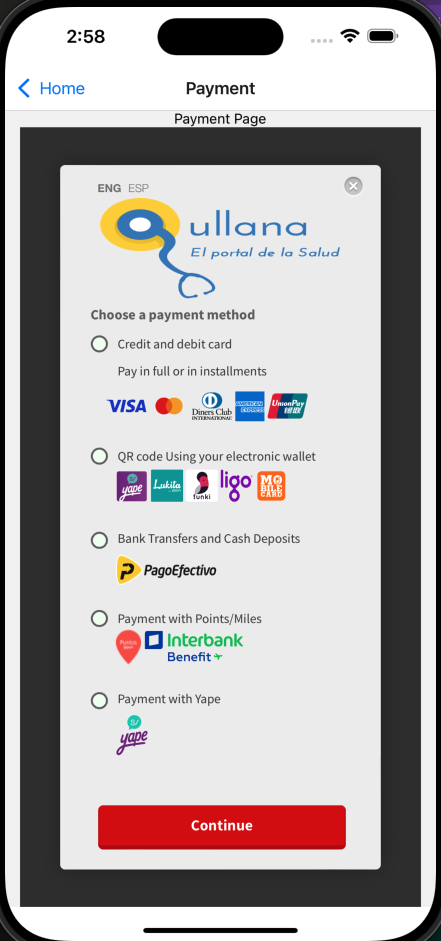 2:58
Home
Payment
Payment Page
ENG ESP
ullana
El portal de la Salud
Choose a payment method
Credit and debit card
Pay in full or in installments
VISA
Diners Club
INTERNATIONAL
AMERICAN
EXPRESS
UnionPay
银联
QR code Using your electronic wallet
S/
yape
Lukita
tunki
ligo
MO
BILE
CARD
Bank Transfers and Cash Deposits
P PagoEfectivo
Payment with Points/Miles
Puntos
Interbank
Benefit
Payment with Yape
S/
yape
Continue